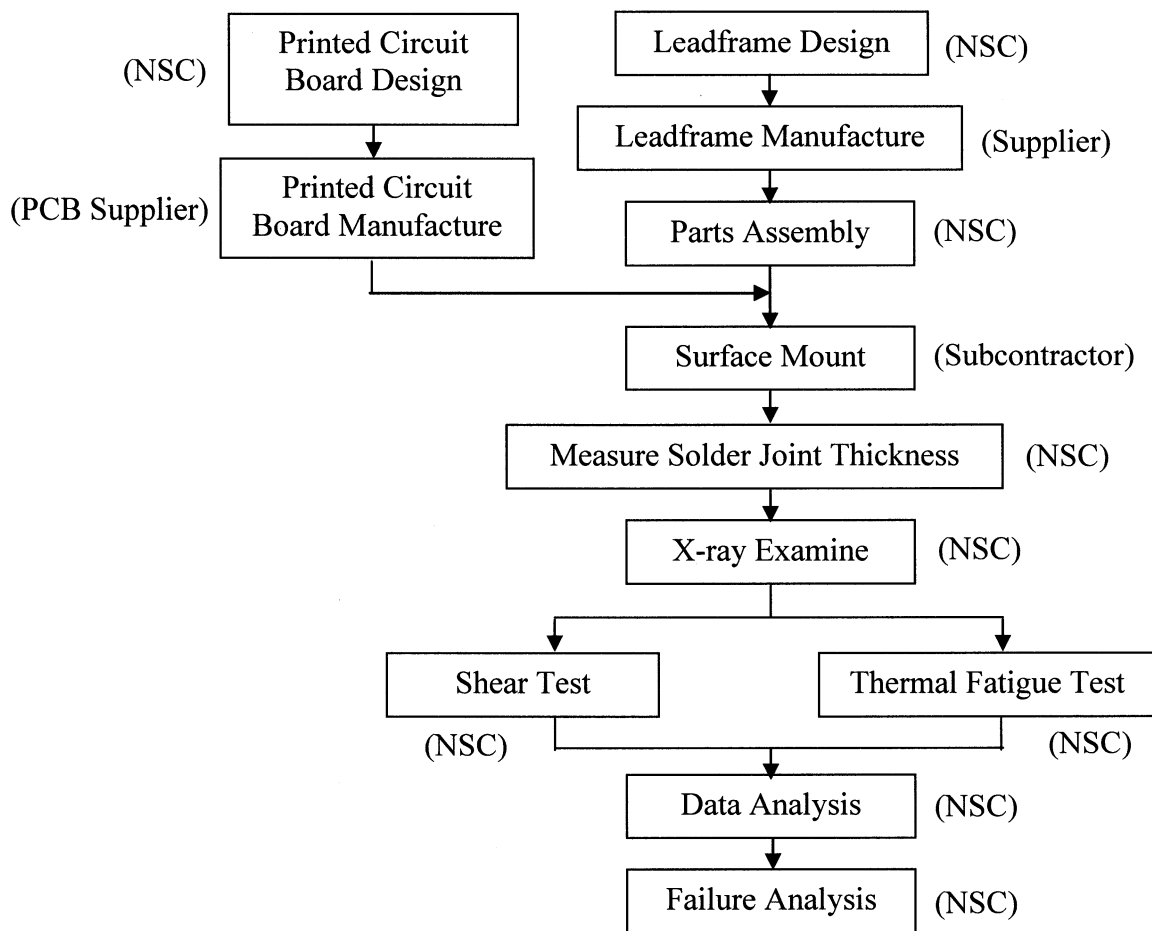 Printed Circuit
Board Design
(NSC)
Leadframe Design
(NSC)
Leadframe Manufacture
(Supplier)
Printed Circuit
Board Manufacture
(PCB Supplier)
Parts Assembly
(NSC)
Surface Mount
(Subcontractor)
Measure Solder Joint Thickness
(NSC)
X-ray Examine
(NSC)
Shear Test
(NSC)
Thermal Fatigue Test
(NSC)
Data Analysis
(NSC)
Failure Analysis
(NSC)